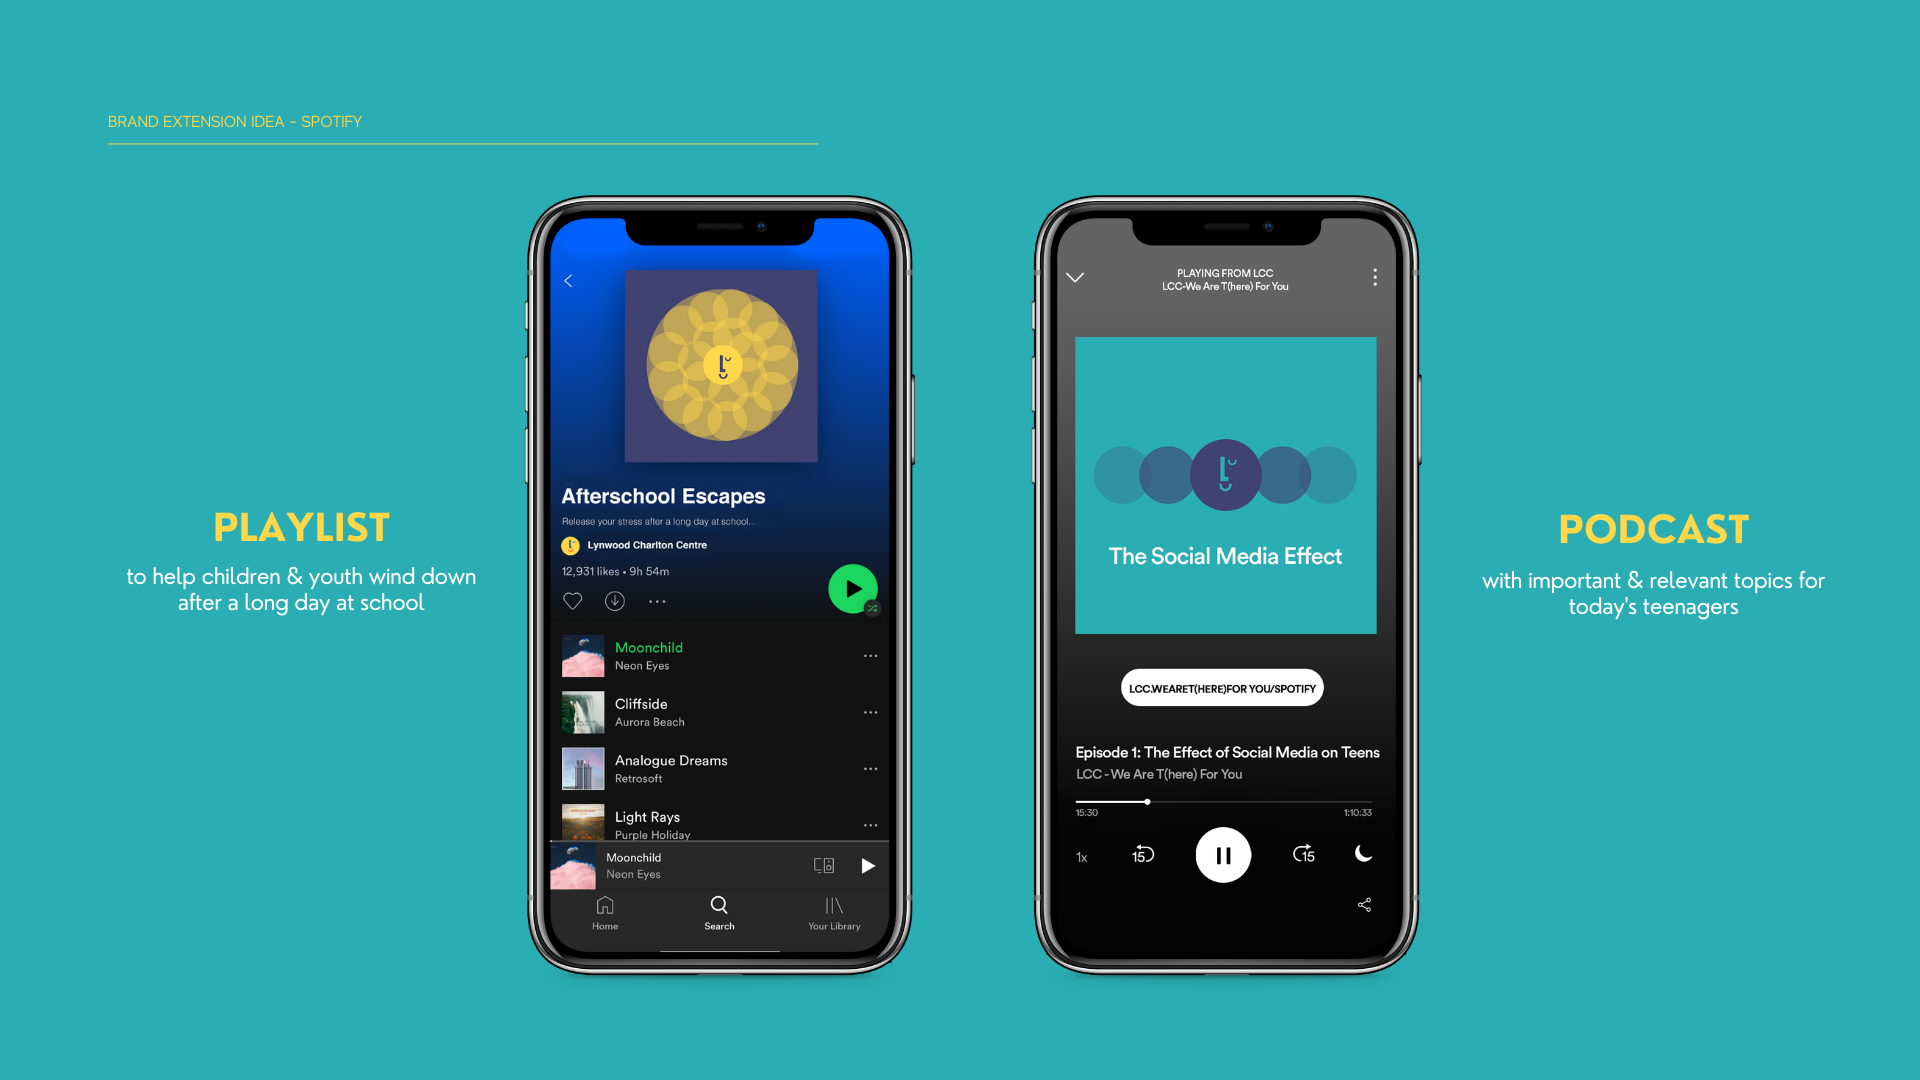 BRAND EXTENSION IDEA - SPOTIFY
PLAYLIST
to help children & youth wind down
after a long day at school
Afterschool Escapes
Release your stress after a long day at school...
Lynwood Charlton Centre
12,931 likes • 9h 54m
Moonchild
Neon Eyes
Cliffside
Aurora Beach
Analogue Dreams
Retrosoft
Light Rays
Purple Holiday
Moonchild
Neon Eyes
Home
Search
Your Library
PLAYING FROM LCC
LCC-We Are T(here) For You
The Social Media Effect
LCC.WEARET(HERE)FOR YOU/SPOTIFY
Episode 1: The Effect of Social Media on Teens
LCC - We Are T(here) For You
15:30
1:10:33
1x
15
15
PODCAST
with important & relevant topics for
today's teenagers